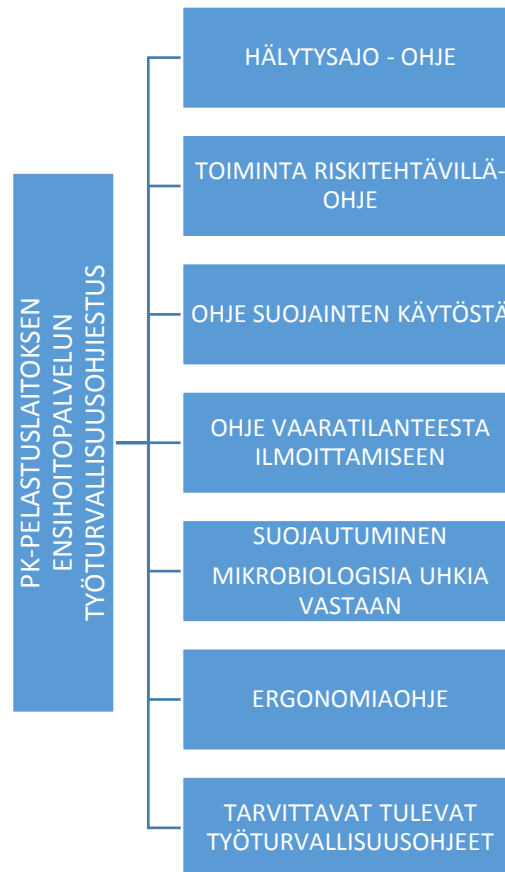 PK-PELASTUSLAITOKSEN
ENSIHOITOPALVELUN
TYÖTURVALLISUUSOHJIESTUS
HÄLYTYSAJO - OHJE
TOIMINTA RISKITEHTÄVILLÄ-
OHJE
OHJE SUOJAINTEN KÄYTÖSTÄ
OHJE VAARATILANTEESTA
ILMOITTAMISEEN
SUOJAUTUMINEN
MIKROBIOLOGISIA UHKIA
VASTAAN
ERGONOMIAOHJE
TARVITTAVAT TULEVAT
TYÖTURVALLISUUSOHJEET